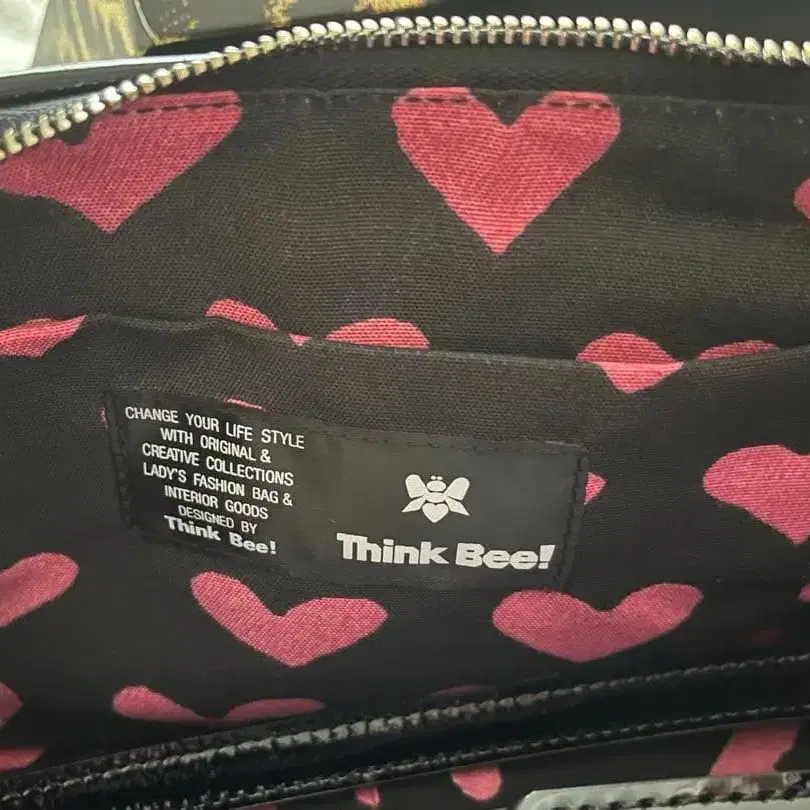 CHANGE YOUR LIFE STYLE
WITH ORIGINAL &
CREATIVE COLLECTIONS
LADY'S FASHION BAG &
INTERIOR GOODS
DESIGNED BY
Think Bee!
Think Bee!